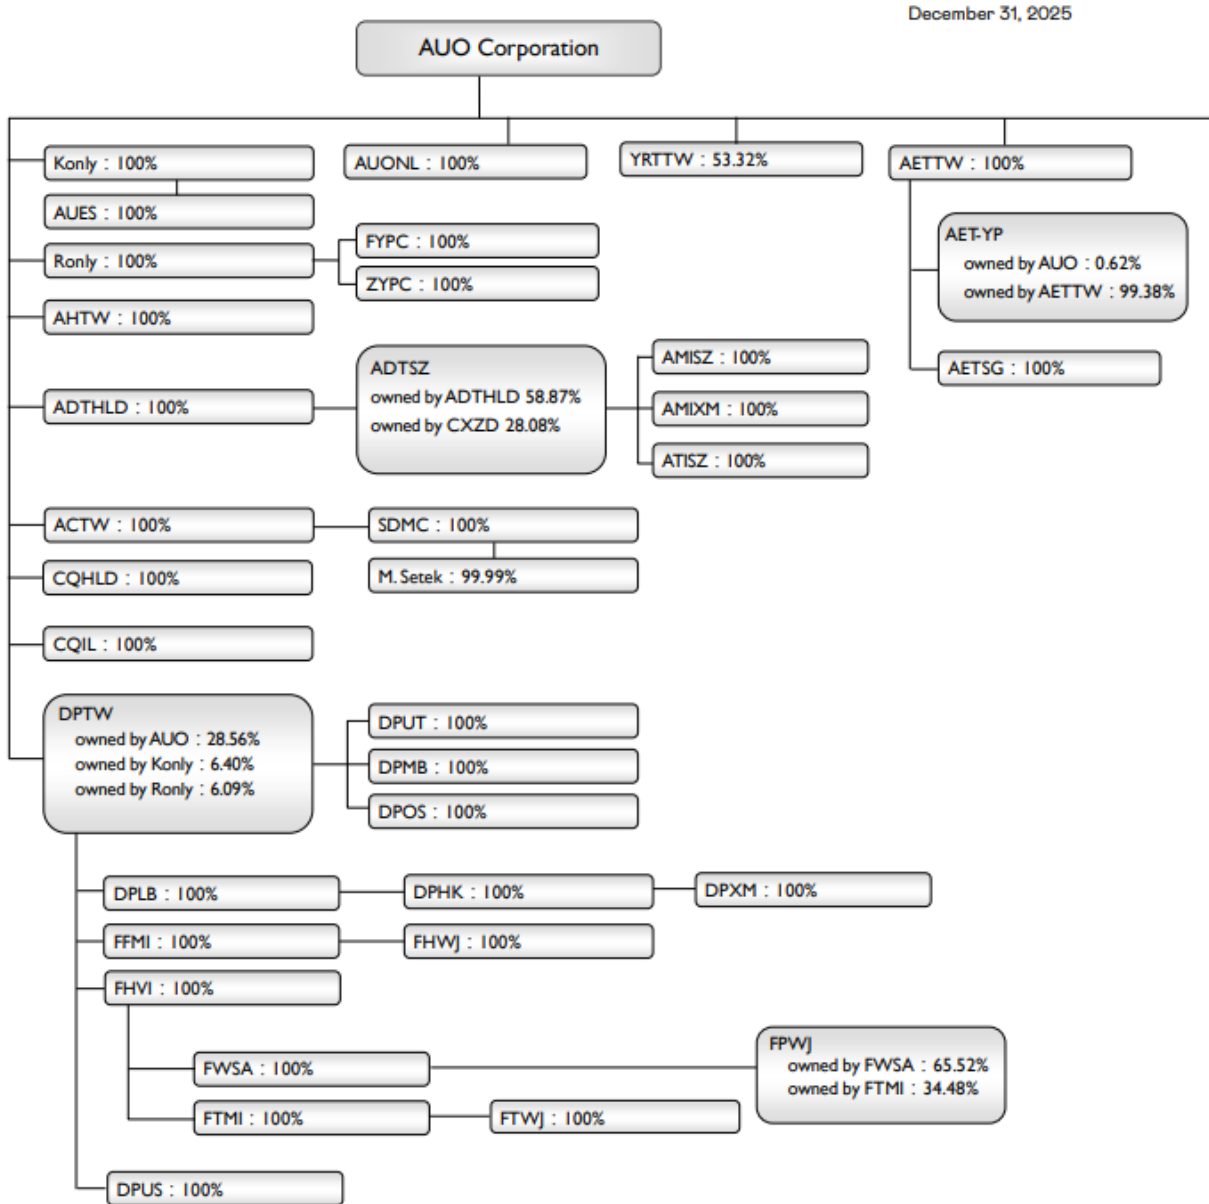 December 31, 2025
AUO Corporation
Konly : 100%
AUONL : 100%
YRTTW : 53.32%
AETTW : 100%
AUES : 100%
Ronly : 100%
FYPC : 100%
ZYPC : 100%
AET-YP
owned by AUO : 0.62%
owned by AETTW : 99.38%
AHTW : 100%
AETSG : 100%
ADTHLD : 100%
ADTSZ
owned by ADTHLD 58.87%
owned by CXZD 28.08%
AMISZ : 100%
AMIXM : 100%
ATISZ : 100%
ACTW : 100%
SDMC : 100%
M. Setek : 99.99%
CQHLD : 100%
CQIL : 100%
DPTW
owned by AUO : 28.56%
owned by Konly : 6.40%
owned by Ronly : 6.09%
DPUT : 100%
DPMB : 100%
DPOS : 100%
DPLB : 100%
DPHK : 100%
DPXM : 100%
FFMI : 100%
FHWJ : 100%
FHVI : 100%
FWSA : 100%
FPWJ
owned by FWSA : 65.52%
owned by FTMI : 34.48%
FTMI : 100%
FTWJ : 100%
DPUS : 100%